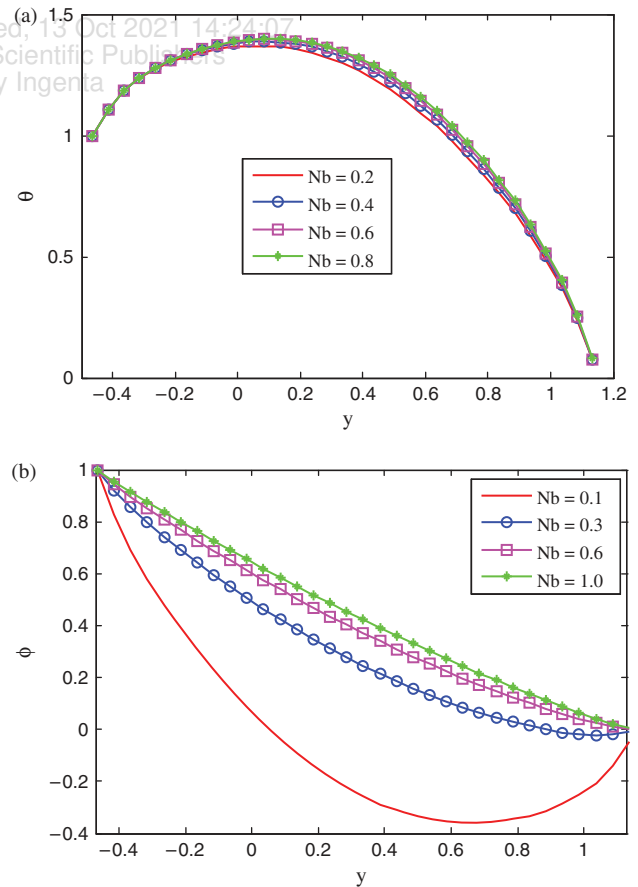 (a)
ed, 13 Oct 2021 14:24:07
Scientific Publishers
y Ingenta
1.5
1
0.5
0
θ
Nb = 0.2
Nb = 0.4
Nb = 0.6
Nb = 0.8
−0.4 −0.2 0 0.2 0.4 0.6 0.8 1 1.2
y
(b)
1
0.8
0.6
0.4
0.2
0
−0.2
−0.4
ϕ
Nb = 0.1
Nb = 0.3
Nb = 0.6
Nb = 1.0
−0.4 −0.2 0 0.2 0.4 0.6 0.8 1
y